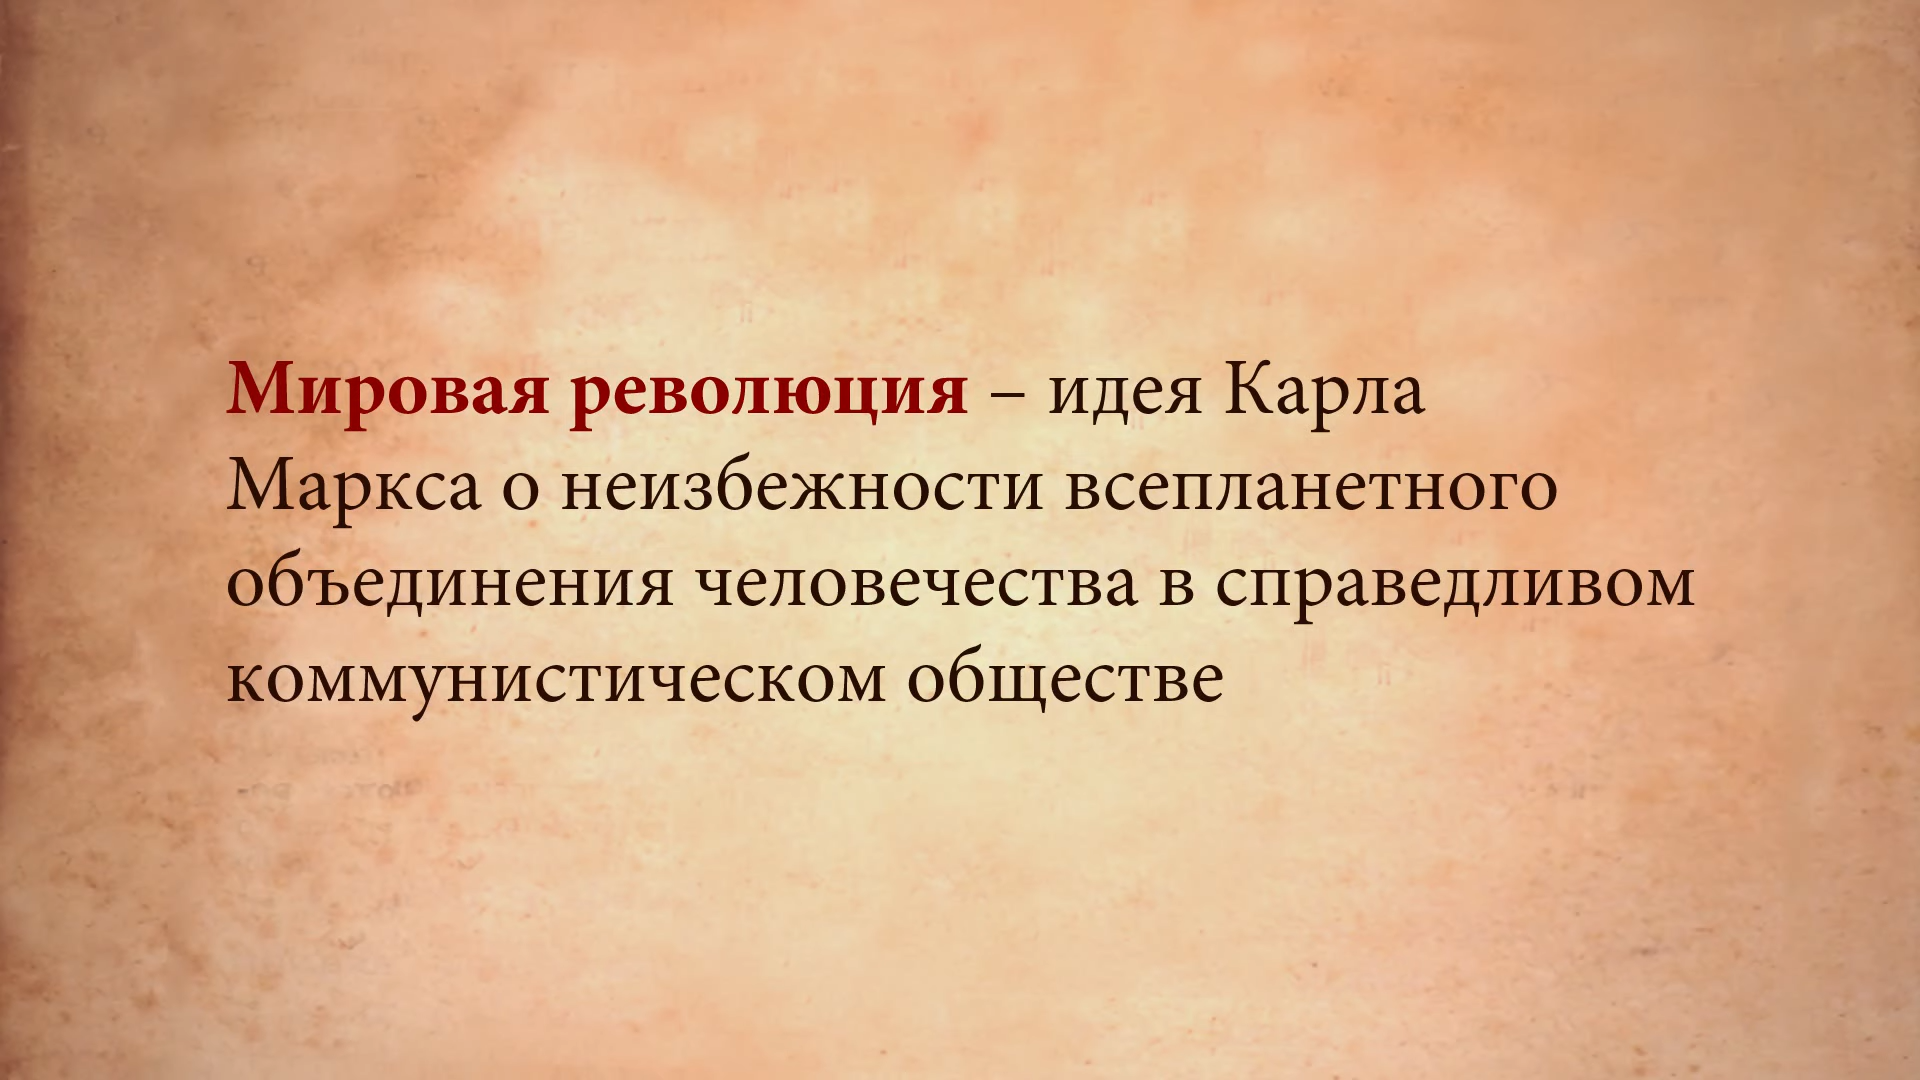 Мировая революция – идея Карла
Маркса о неизбежности всепланетного
объединения человечества в справедливом
коммунистическом обществе